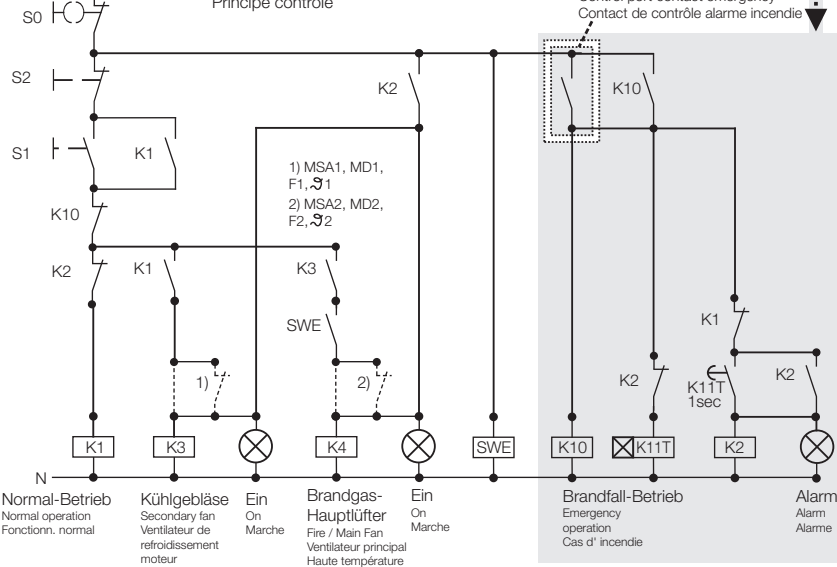 Principe contrôle
Contact de contrôle alarme incendie
S0
S2
K2
K10
S1
K1
1) MSA1, MD1,
F1, ϑ1
2) MSA2, MD2,
F2, ϑ2
K10
K2
K1
K3
SWE
K1
1)
2)
K2
K11T
1sec
K2
K1
K3
K4
SWE
K10
K11T
K2
N
Normal-Betrieb
Normal operation
Fonctionn. normal
Kühlgebläse
Secondary fan
Ventilateur de
refroidissement
moteur
Ein
On
Marche
Brandgas-
Hauptlüfter
Fire / Main Fan
Ventilateur principal
Haute température
Ein
On
Marche
Brandfall-Betrieb
Emergency
operation
Cas d' incendie
Alarm
Alarm
Alarme